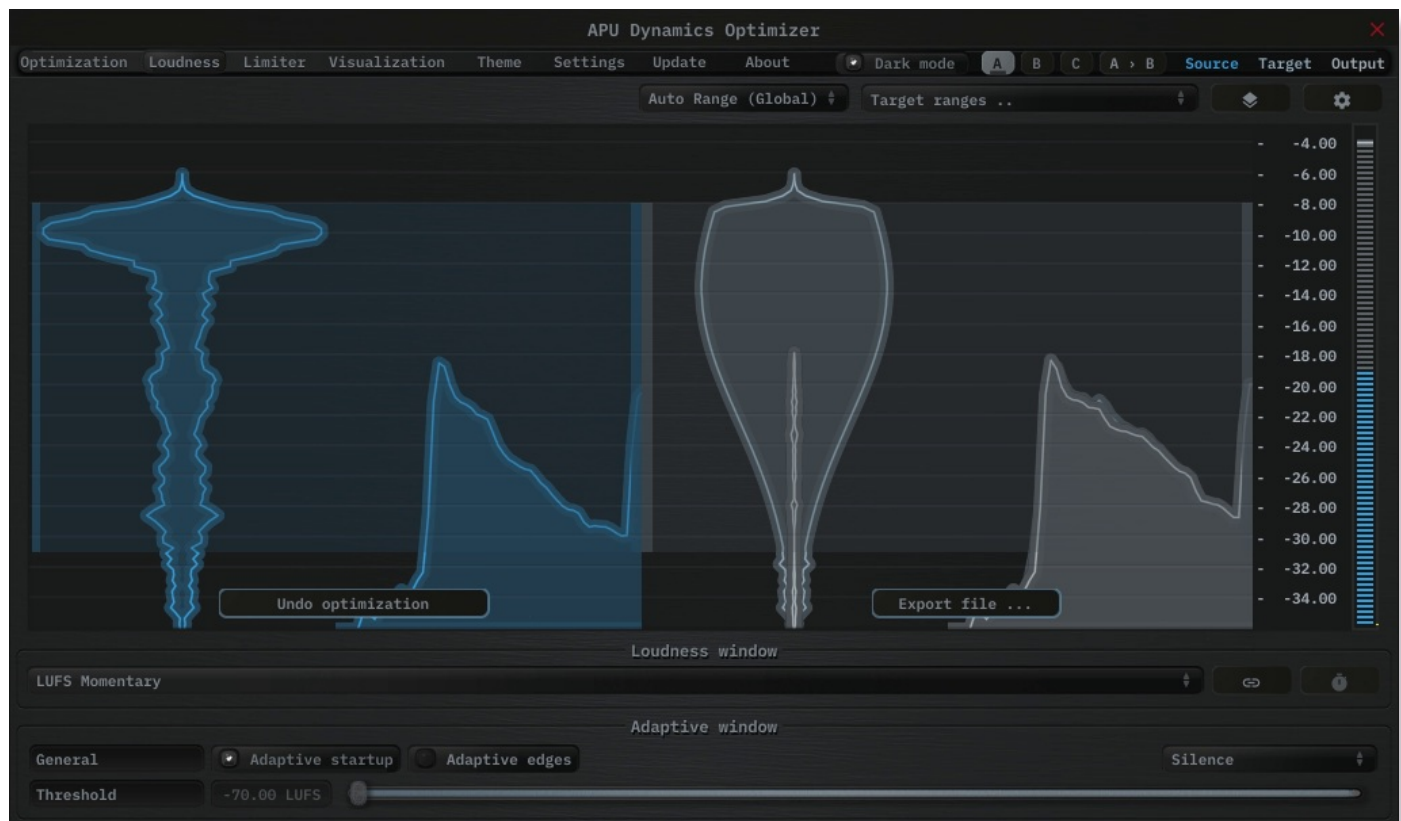 APU Dynamics Optimizer
Optimization Loudness Limiter Visualization Theme Settings Update About Dark mode A B C A › B Source Target Output
Auto Range (Global) Target ranges ..
- -4.00
- -6.00
- -8.00
- -10.00
- -12.00
- -14.00
- -16.00
- -18.00
- -20.00
- -22.00
- -24.00
- -26.00
- -28.00
- -30.00
- -32.00
- -34.00
Undo optimization Export file ...
Loudness window
LUFS Momentary
Adaptive window
General Adaptive startup Adaptive edges Silence
Threshold -70.00 LUFS